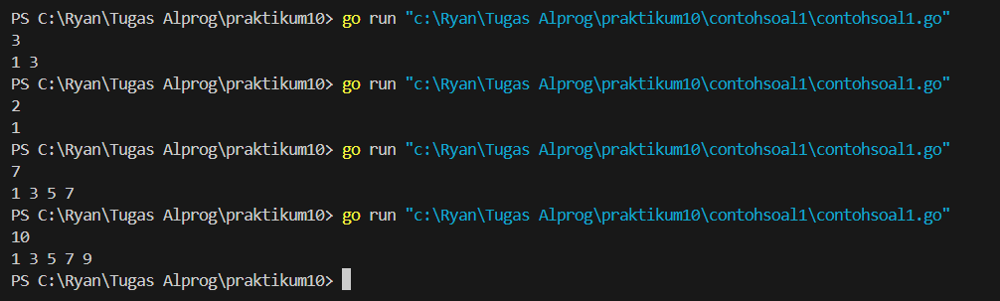 PS C:\Ryan\Tugas Alprog\praktikum10> go run "c:\Ryan\Tugas Alprog\praktikum10\contohsoal1\contohsoal1.go"
3
1 3
PS C:\Ryan\Tugas Alprog\praktikum10> go run "c:\Ryan\Tugas Alprog\praktikum10\contohsoal1\contohsoal1.go"
2
1
PS C:\Ryan\Tugas Alprog\praktikum10> go run "c:\Ryan\Tugas Alprog\praktikum10\contohsoal1\contohsoal1.go"
7
1 3 5 7
PS C:\Ryan\Tugas Alprog\praktikum10> go run "c:\Ryan\Tugas Alprog\praktikum10\contohsoal1\contohsoal1.go"
10
1 3 5 7 9
PS C:\Ryan\Tugas Alprog\praktikum10>